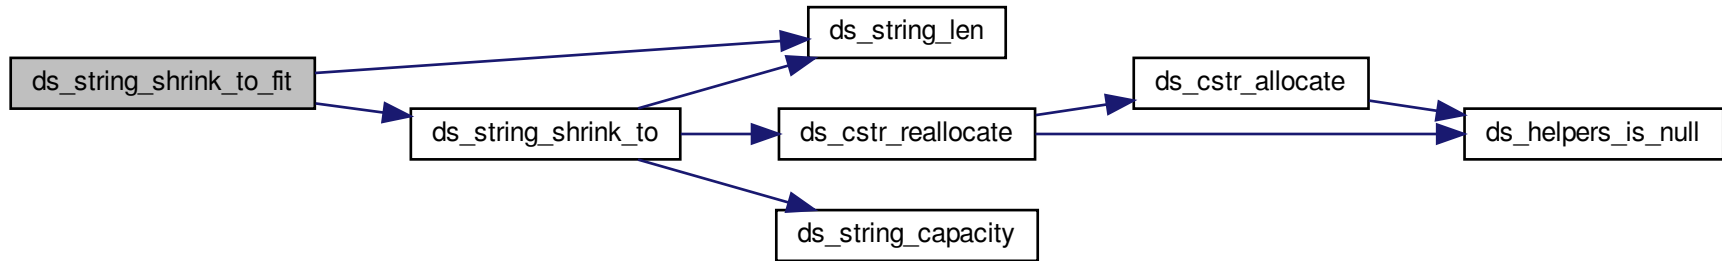 ds_string_shrink_to_fit
ds_string_len
ds_string_shrink_to
ds_cstr_reallocate
ds_cstr_allocate
ds_helpers_is_null
ds_string_capacity